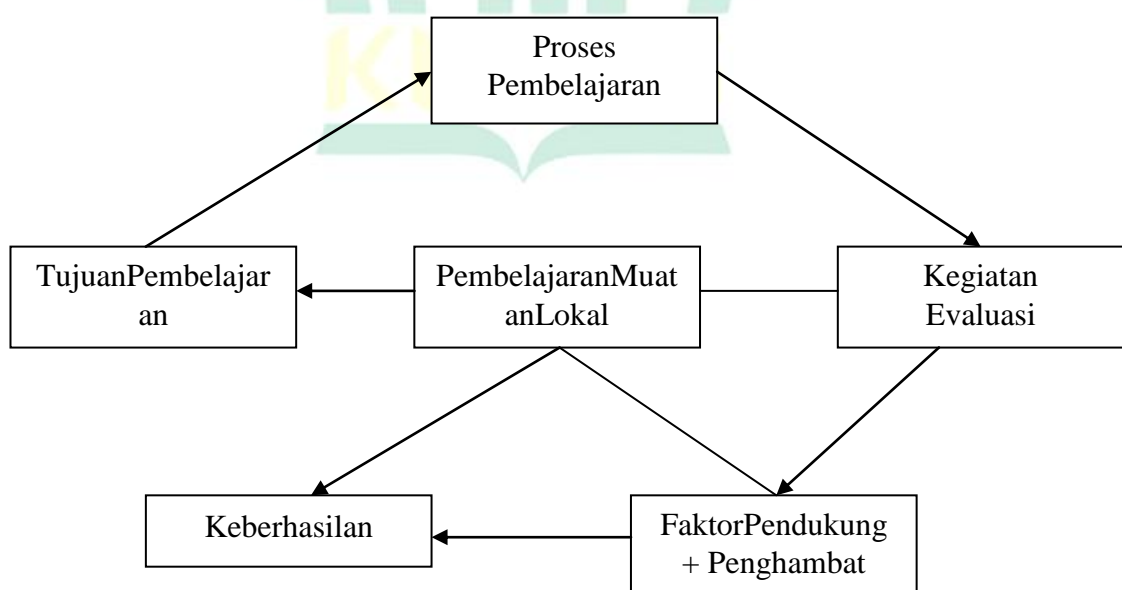 Proses
Pembelajaran
TujuanPembelajar
an
PembelajaranMuat
anLokal
Kegiatan
Evaluasi
Keberhasilan
FaktorPendukung
+ Penghambat